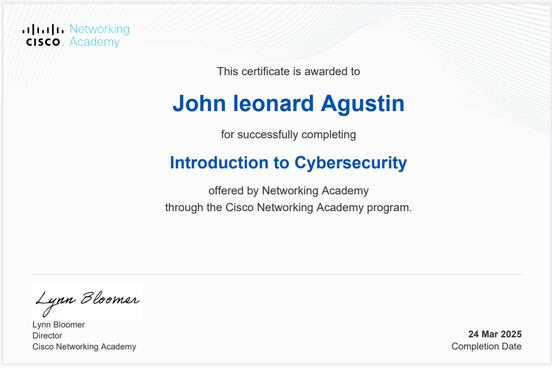 CISCO
Networking
Academy
This certificate is awarded to
John leonard Agustin
for successfully completing
Introduction to Cybersecurity
offered by Networking Academy
through the Cisco Networking Academy program.
Lynn Bloomer
Lynn Bloomer
Director
Cisco Networking Academy
24 Mar 2025
Completion Date